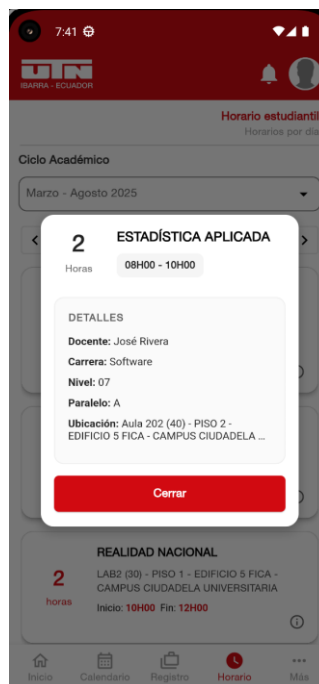 7:41
UTN
IBARRA - ECUADOR
Horario estudiantil
Horarios por día
Ciclo Académico
Marzo - Agosto 2025
2
Horas
ESTADÍSTICA APLICADA
08H00 - 10H00
DETALLES
Docente: José Rivera
Carrera: Software
Nivel: 07
Paralelo: A
Ubicación: Aula 202 (40) - PISO 2 -
EDIFICIO 5 FICA - CAMPUS CIUDADELA ...
Cerrar
REALIDAD NACIONAL
2
horas
LAB2 (30) - PISO 1 - EDIFICIO 5 FICA -
CAMPUS CIUDADELA UNIVERSITARIA
Inicio: 10H00 Fin: 12H00
Inicio
Calendario
Registro
Horario
Más